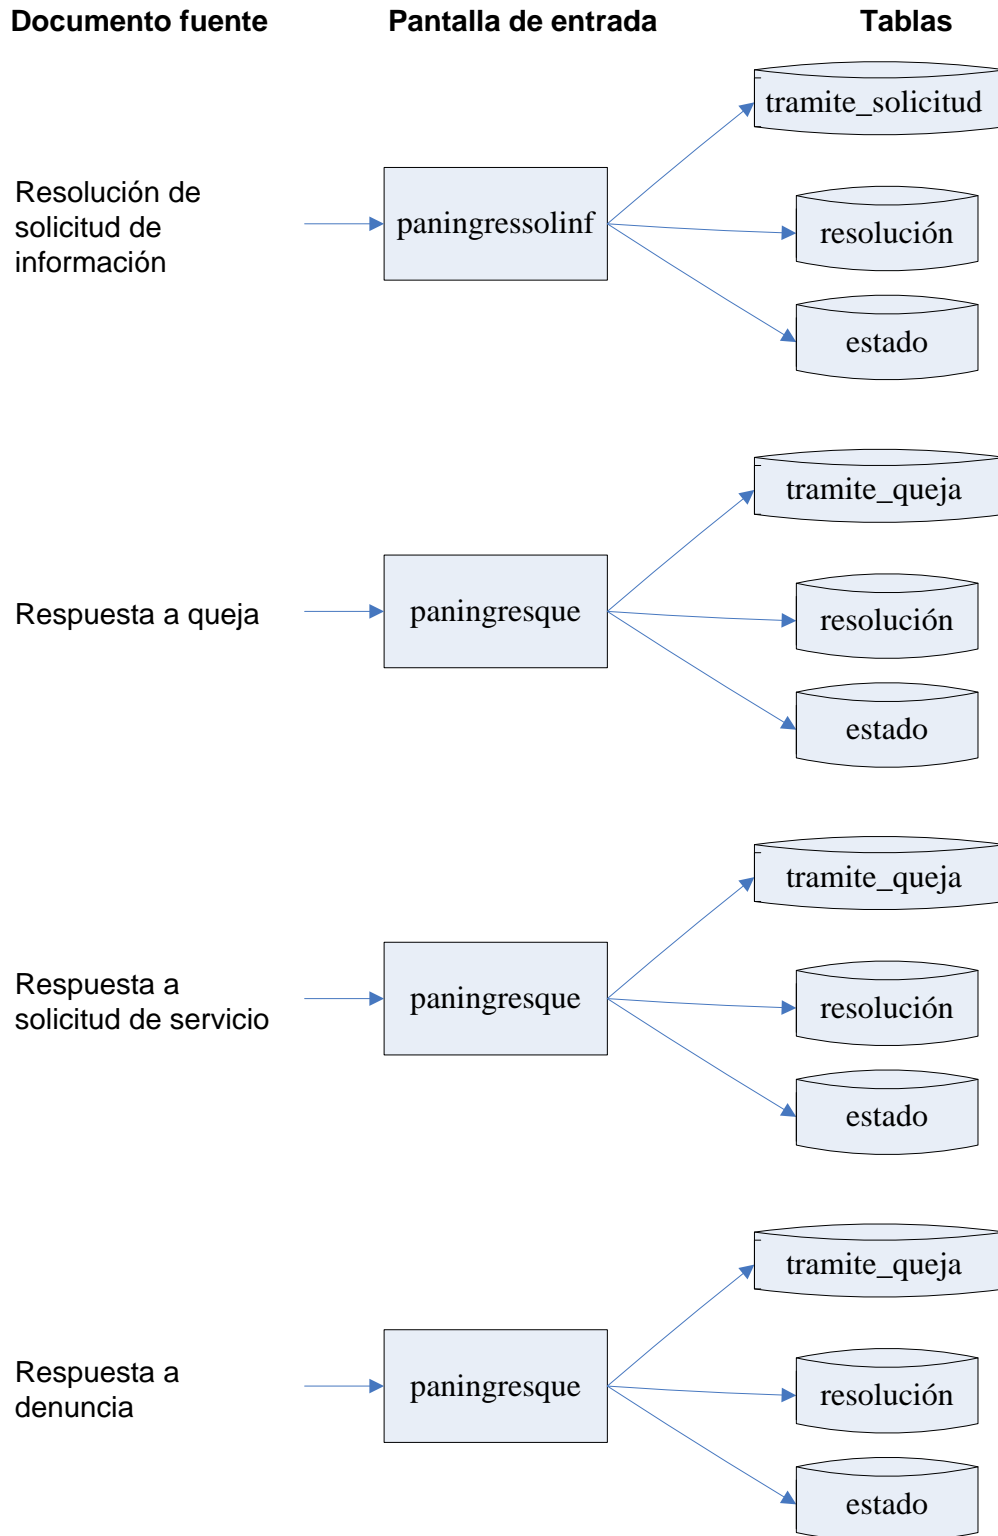 Documento fuente
Pantalla de entrada
Tablas
tramite_solicitud
Resolución de
solicitud de
información
paningressolinf
resolución
estado
tramite_queja
Respuesta a queja
paningresque
resolución
estado
tramite_queja
Respuesta a
solicitud de servicio
paningresque
resolución
estado
tramite_queja
Respuesta a
denuncia
paningresque
resolución
estado